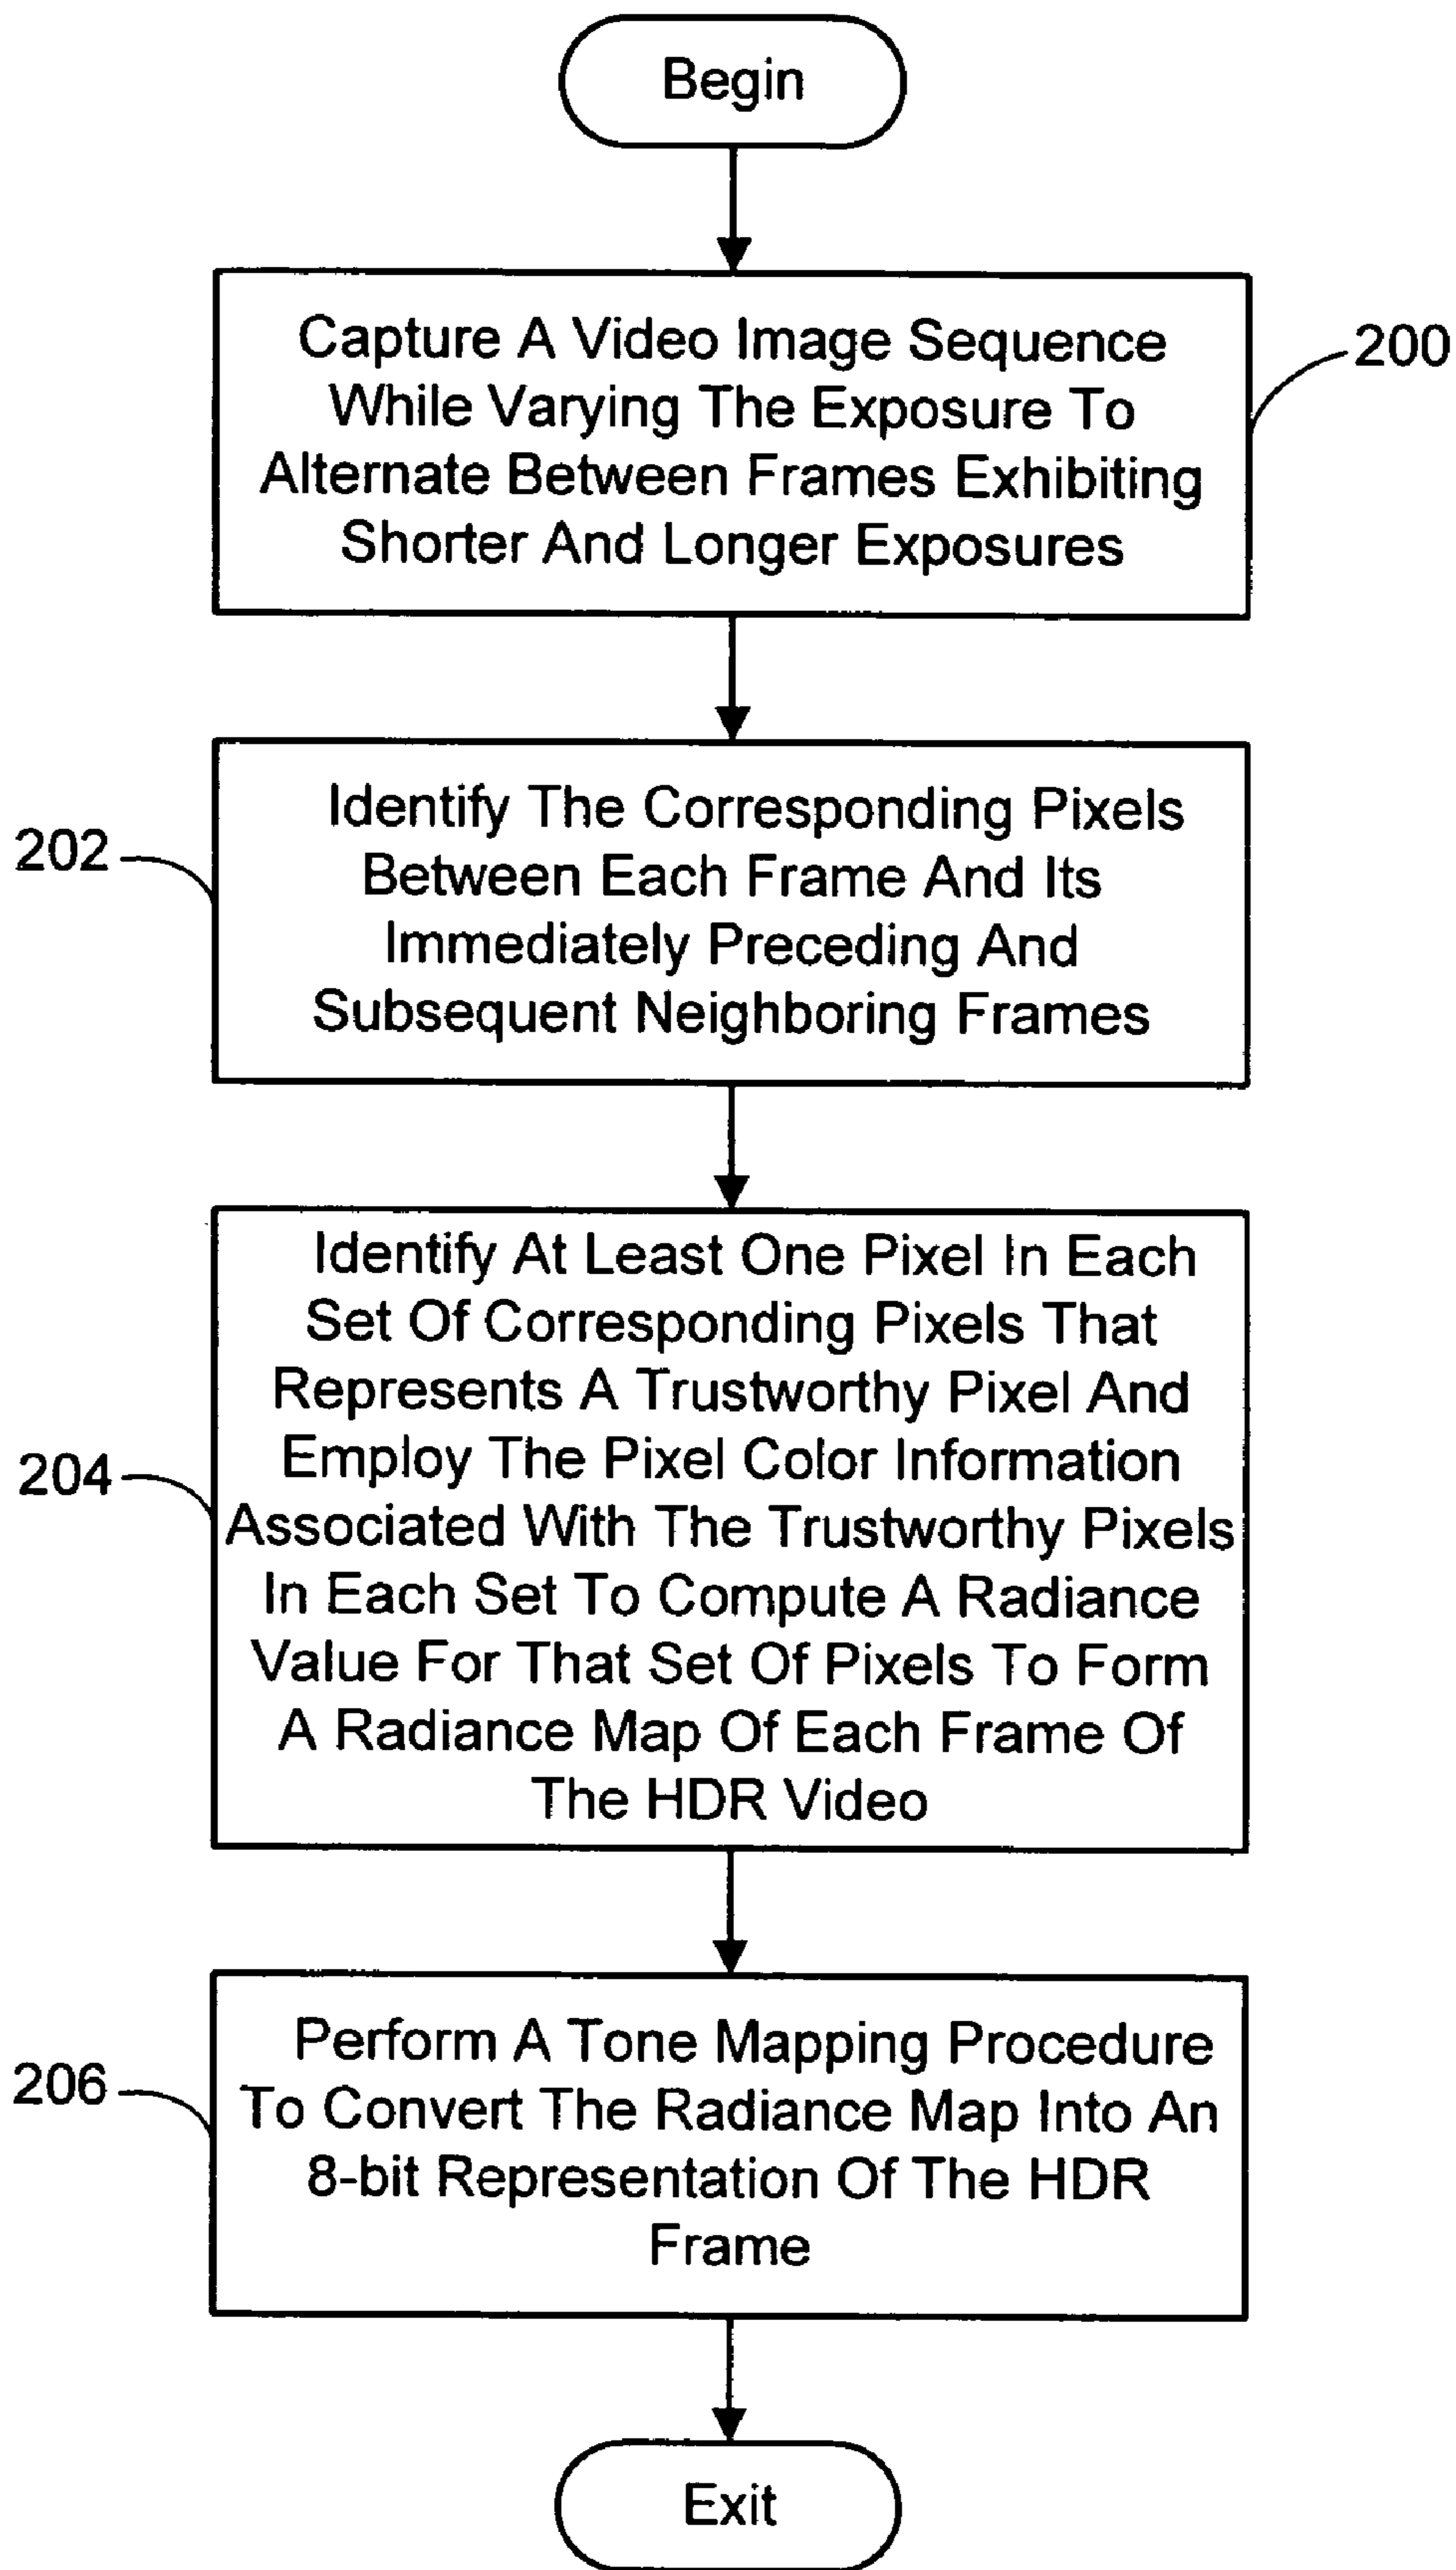 Begin
Capture A Video Image Sequence
While Varying The Exposure To
Alternate Between Frames Exhibiting
Shorter And Longer Exposures
200
Identify The Corresponding Pixels
Between Each Frame And Its
Immediately Preceding And
Subsequent Neighboring Frames
202
Identify At Least One Pixel In Each
Set Of Corresponding Pixels That
Represents A Trustworthy Pixel And
Employ The Pixel Color Information
Associated With The Trustworthy Pixels
In Each Set To Compute A Radiance
Value For That Set Of Pixels To Form
A Radiance Map Of Each Frame Of
The HDR Video
204
Perform A Tone Mapping Procedure
To Convert The Radiance Map Into An
8-bit Representation Of The HDR
Frame
206
Exit